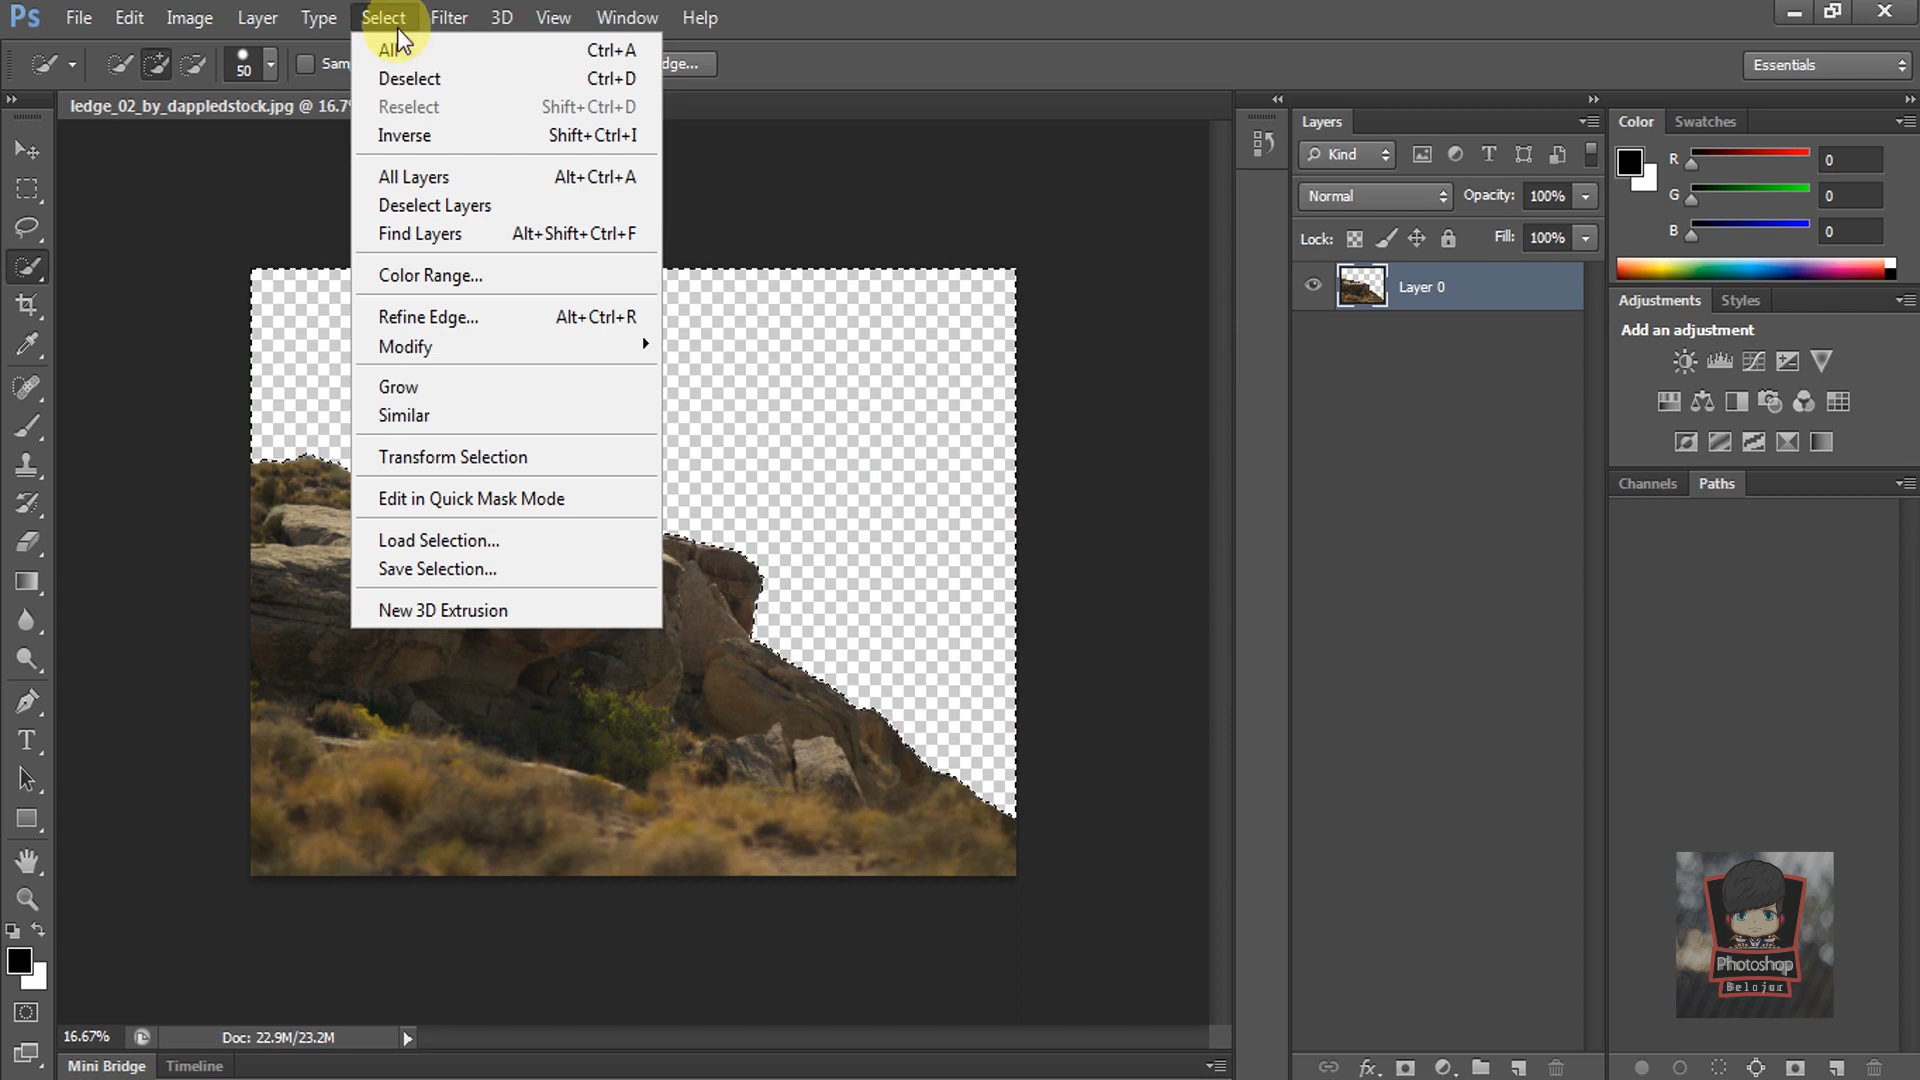 Ps File Edit Image Layer Type Select Filter 3D View Window Help
50 Sam dge... Essentials
ledge_02_by_dappledstock.jpg @ 16.7
All Ctrl+A
Deselect Ctrl+D
Reselect Shift+Ctrl+D
Inverse Shift+Ctrl+I
All Layers Alt+Ctrl+A
Deselect Layers
Find Layers Alt+Shift+Ctrl+F
Color Range...
Refine Edge... Alt+Ctrl+R
Modify
Grow
Similar
Transform Selection
Edit in Quick Mask Mode
Load Selection...
Save Selection...
New 3D Extrusion
Layers
Kind
Normal Opacity: 100%
Lock: Fill: 100%
Layer 0
Color Swatches
R 0
G 0
B 0
Adjustments Styles
Add an adjustment
Channels Paths
Photoshop
Belajar
16.67% Doc: 22.9M/23.2M
Mini Bridge Timeline